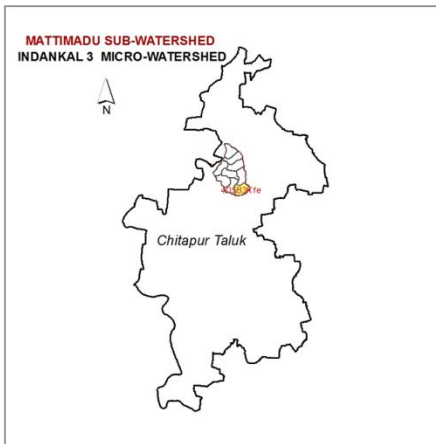 MATTIMADU SUB-WATERSHED
INDANKAL 3 MICRO-WATERSHED
N
Chitapur Taluk